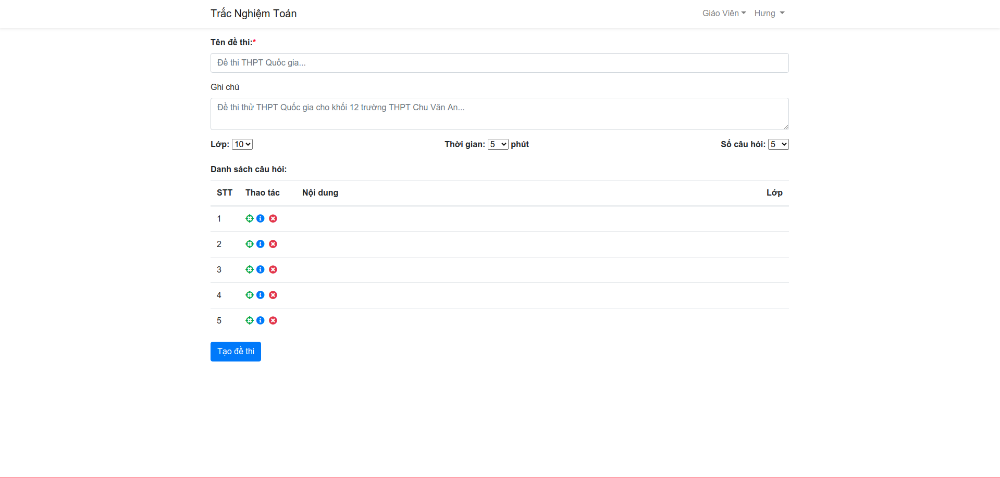 Trắc Nghiệm Toán Giáo Viên Hưng
Tên đề thi:*
Đề thi THPT Quốc gia...
Ghi chú
Đề thi thử THPT Quốc gia cho khối 12 trường THPT Chu Văn An...
Lớp: 10 Thời gian: 5 phút Số câu hỏi: 5
Danh sách câu hỏi:
STT Thao tác Nội dung Lớp
1
2
3
4
5
Tạo đề thi